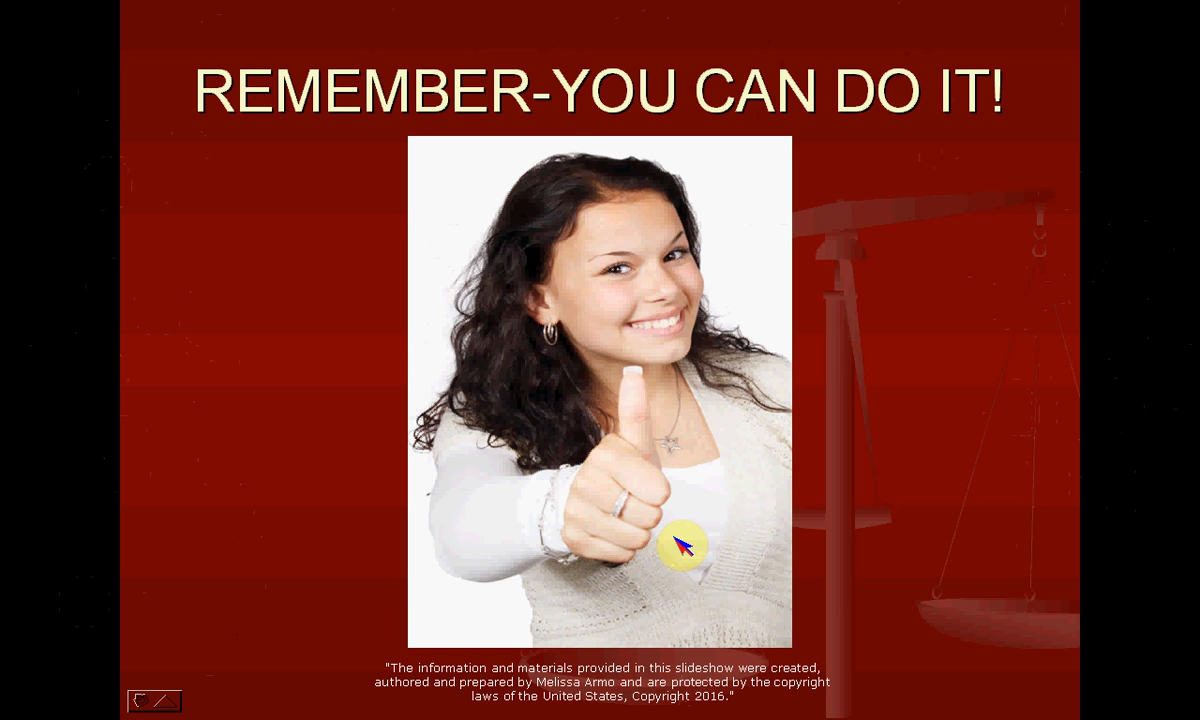 REMEMBER-YOU CAN DO IT!
"The information and materials provided in this slideshow were created,
authored and prepared by Melissa Armo and are protected by the copyright
laws of the United States, Copyright 2016."